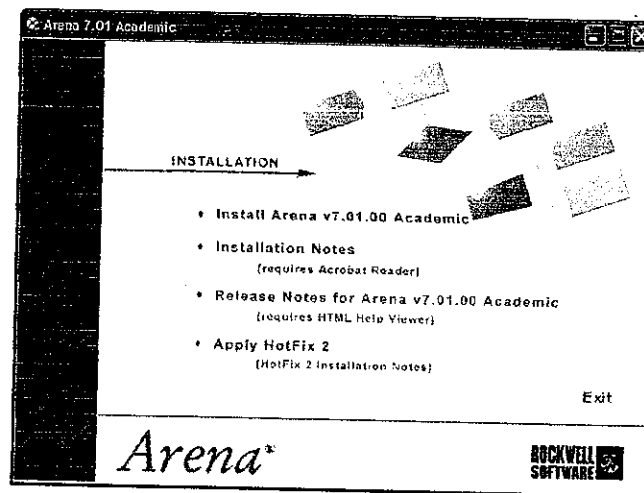 Arena 7.01 Academic
INSTALLATION
• Install Arena v7.01.00 Academic
• Installation Notes
(requires Acrobat Reader)
• Release Notes for Arena v7.01.00 Academic
(requires HTML Help Viewer)
• Apply HotFix 2
(HotFix 2 Installation Notes)
Exit
Arena
ROCKWELL
SOFTWARE